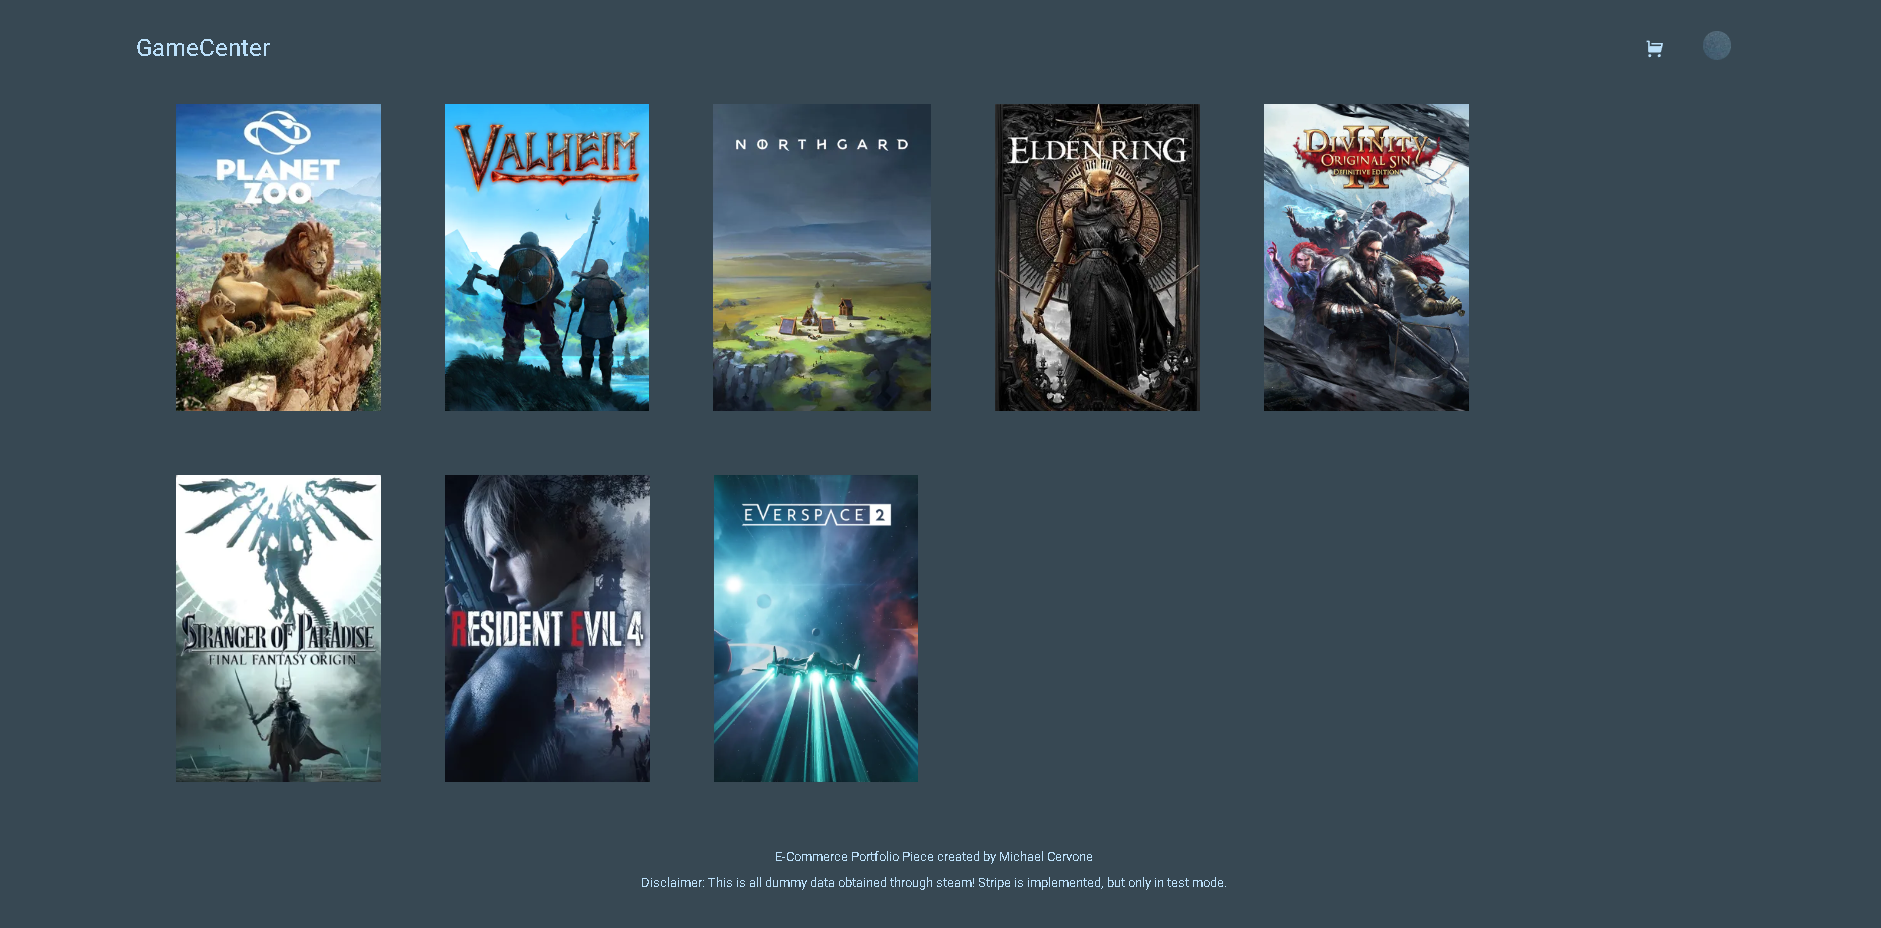 GameCenter
PLANET
ZOO
VALHEIM
NORTHGARD
ELDEN RING
DIVINITY
II
ORIGINAL SIN
DEFINITIVE EDITION
STRANGER OF PARADISE
FINAL FANTASY ORIGIN
RESIDENT EVIL 4
EVERSPACE 2
E-Commerce Portfolio Piece created by Michael Cervone
Disclaimer: This is all dummy data obtained through steam! Stripe is implemented, but only in test mode.